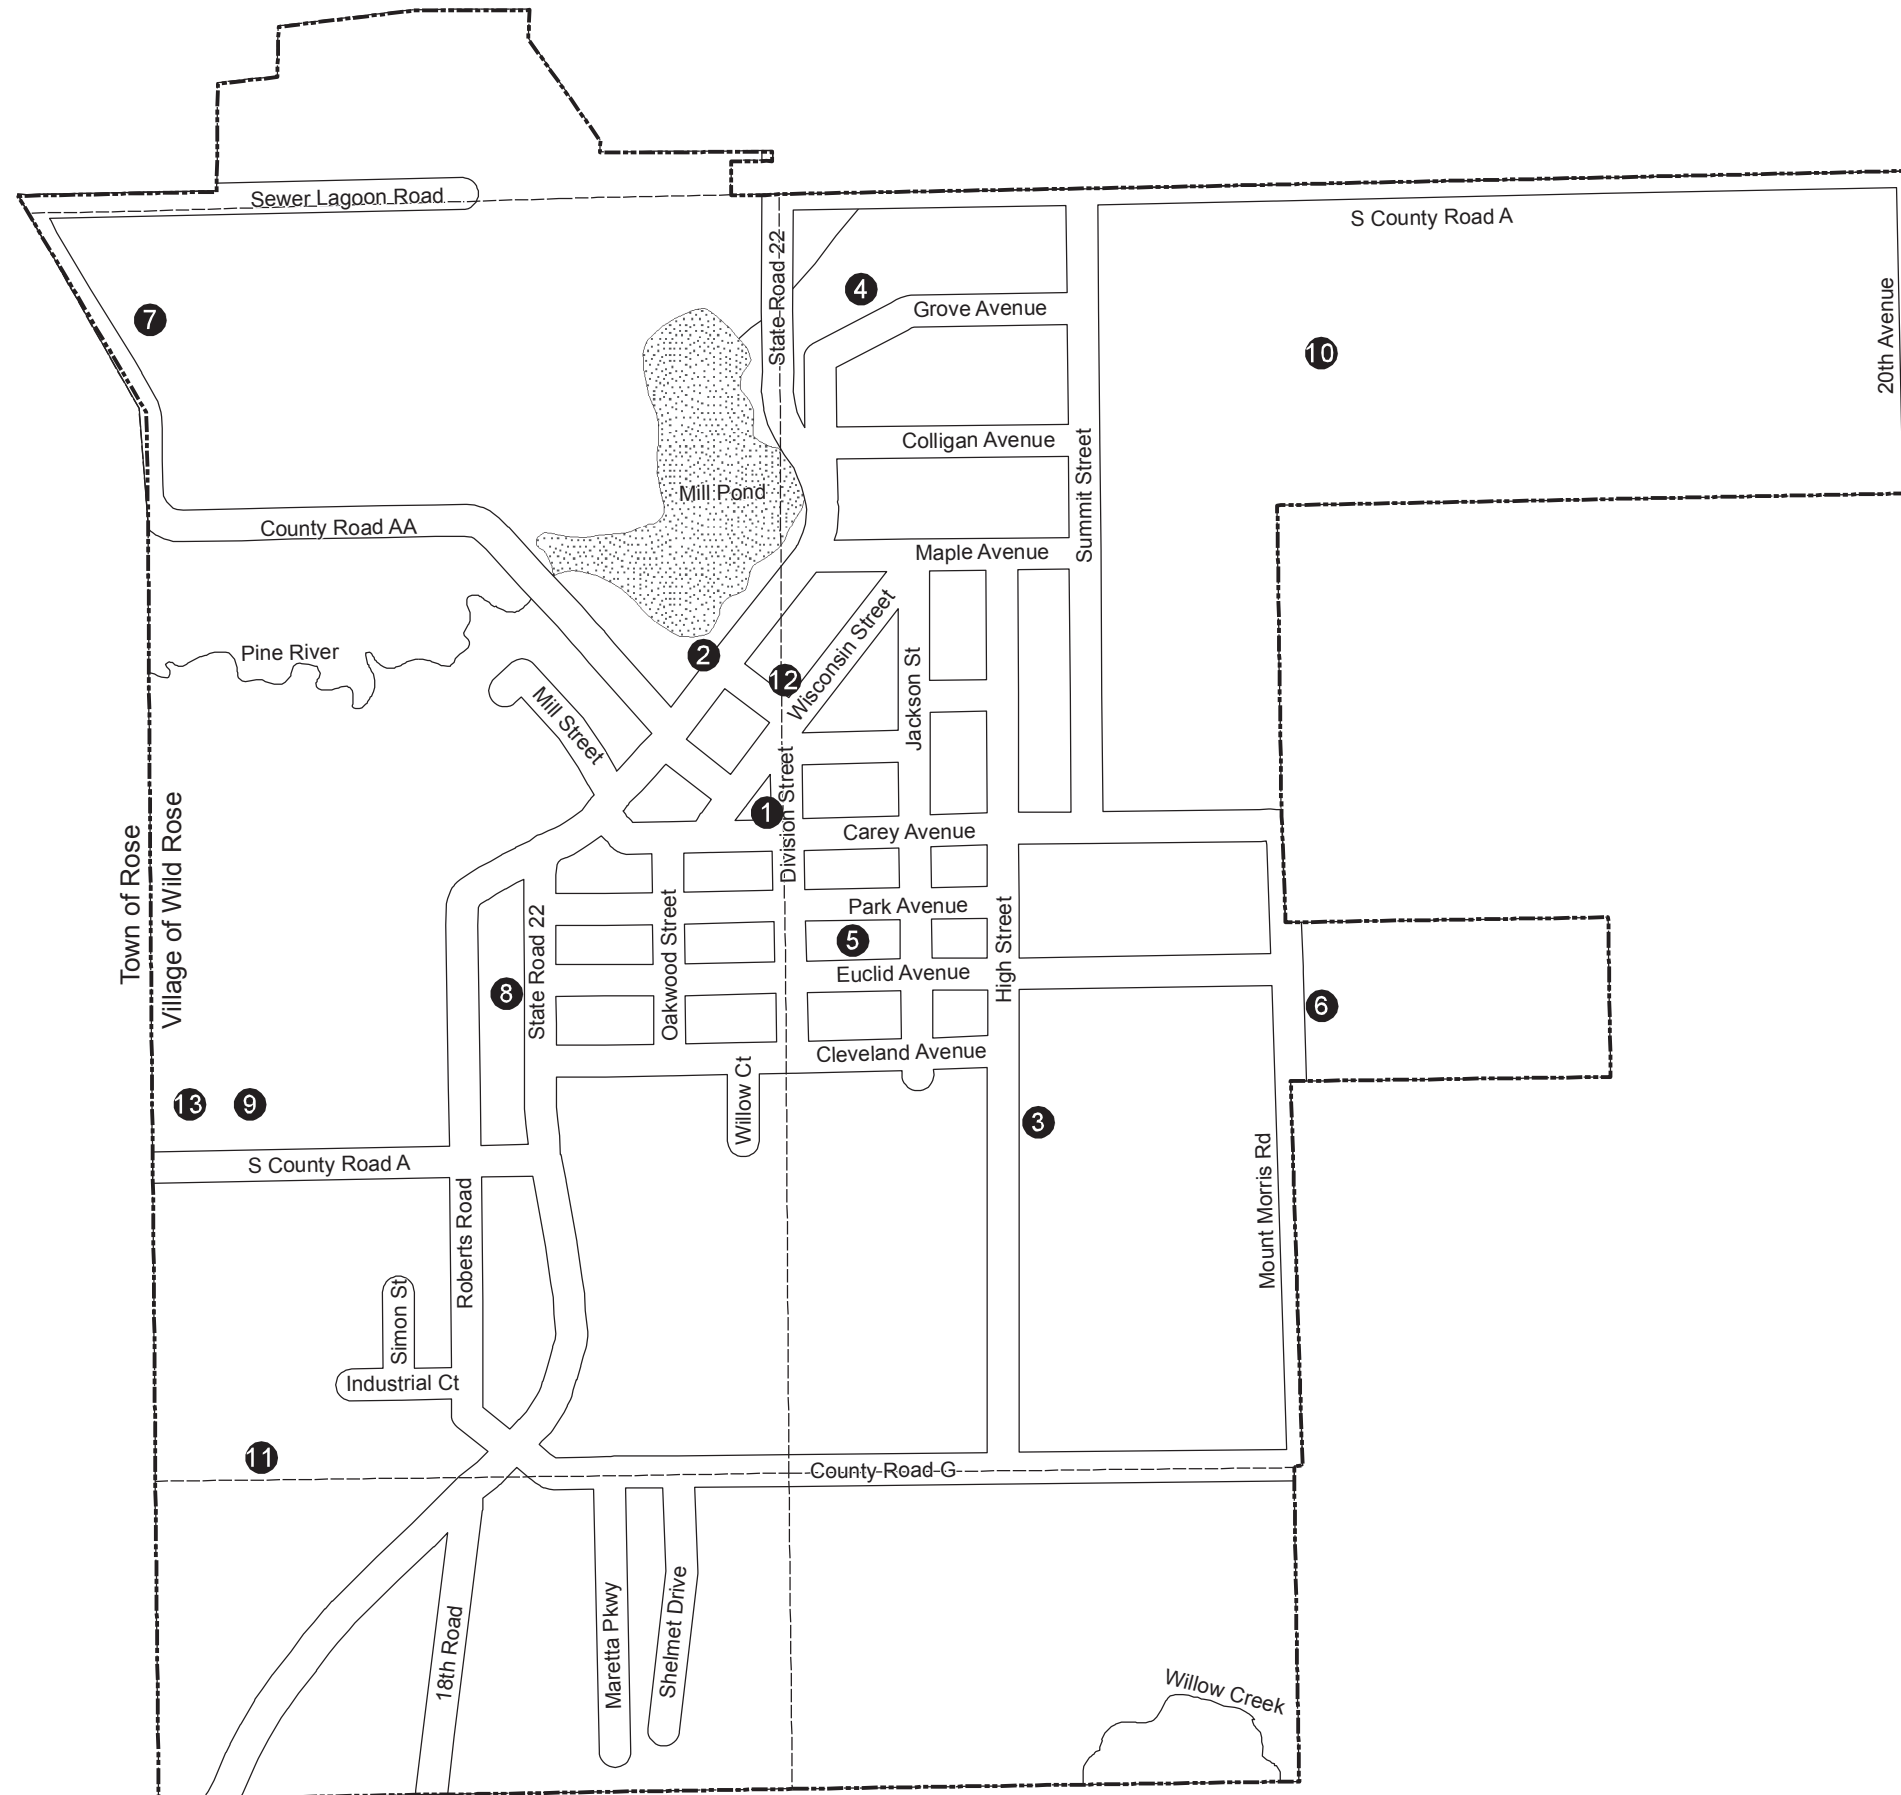 Sewer Lagoon Road
S County Road A
State Road 22
4
Grove Avenue
7
10
20th Avenue
Colligan Avenue
Summit Street
Mill Pond
County Road AA
Maple Avenue
Wisconsin Street
Pine River
2
12
Jackson St
Mill Street
Division Street
1
Carey Avenue
Town of Rose
Village of Wild Rose
Park Avenue
State Road 22
Oakwood Street
5
High Street
Euclid Avenue
8
6
Cleveland Avenue
Willow Ct
13
9
3
S County Road A
Mount Morris Rd
Roberts Road
Simon St
Industrial Ct
11
County Road G
18th Road
Maretta Pkwy
Shelmet Drive
Willow Creek